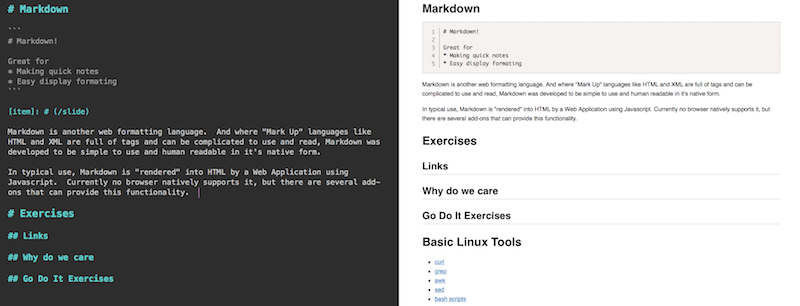 # Markdown
```
# Markdown!
Great for
* Making quick notes
* Easy display formating
```
[item]: # (/slide)
Markdown is another web formatting language.  And where "Mark Up" languages like
HTML and XML are full of tags and can be complicated to use and read, Markdown was
developed to be simple to use and human readable in it's native form.
In typical use, Markdown is "rendered" into HTML by a Web Application using
Javascript.  Currently no browser natively supports it, but there are several add-
ons that can provide this functionality.
# Exercises
## Links
## Why do we care
## Go Do It Exercises
Markdown
1 # Markdown!
2
3 Great for
4 * Making quick notes
5 * Easy display formating
Markdown is another web formatting language. And where "Mark Up" languages like HTML and XML are full of tags and can be
complicated to use and read, Markdown was developed to be simple to use and human readable in it's native form.
In typical use, Markdown is "rendered" into HTML by a Web Application using Javascript. Currently no browser natively supports it, but
there are several add-ons that can provide this functionality.
Exercises
Links
Why do we care
Go Do It Exercises
Basic Linux Tools
• curl
• grep
• awk
• sed
• bash scripts